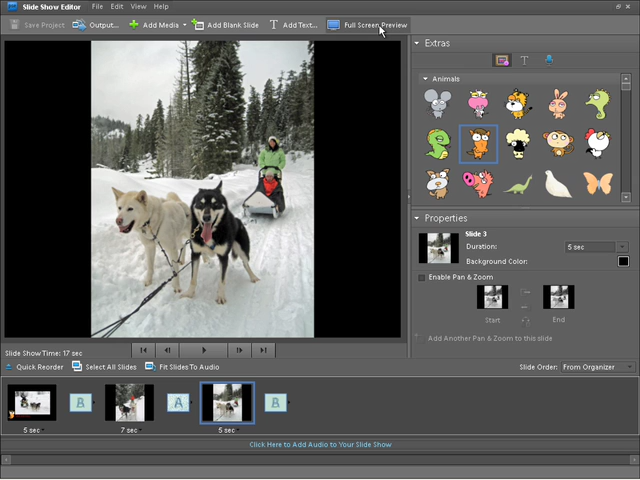 Slide Show Editor
File Edit View Help
Save Project Output... Add Media Add Blank Slide Add Text... Full Screen Preview
Extras
T
Animals
Properties
Slide 3
Duration: 5 sec
Background Color:
Enable Pan & Zoom
Start End
Add Another Pan & Zoom to this slide
Slide Show Time: 17 sec
Quick Reorder Select All Slides Fit Slides To Audio Slide Order: From Organizer
B A B
5 sec 7 sec 5 sec
Click Here to Add Audio to Your Slide Show